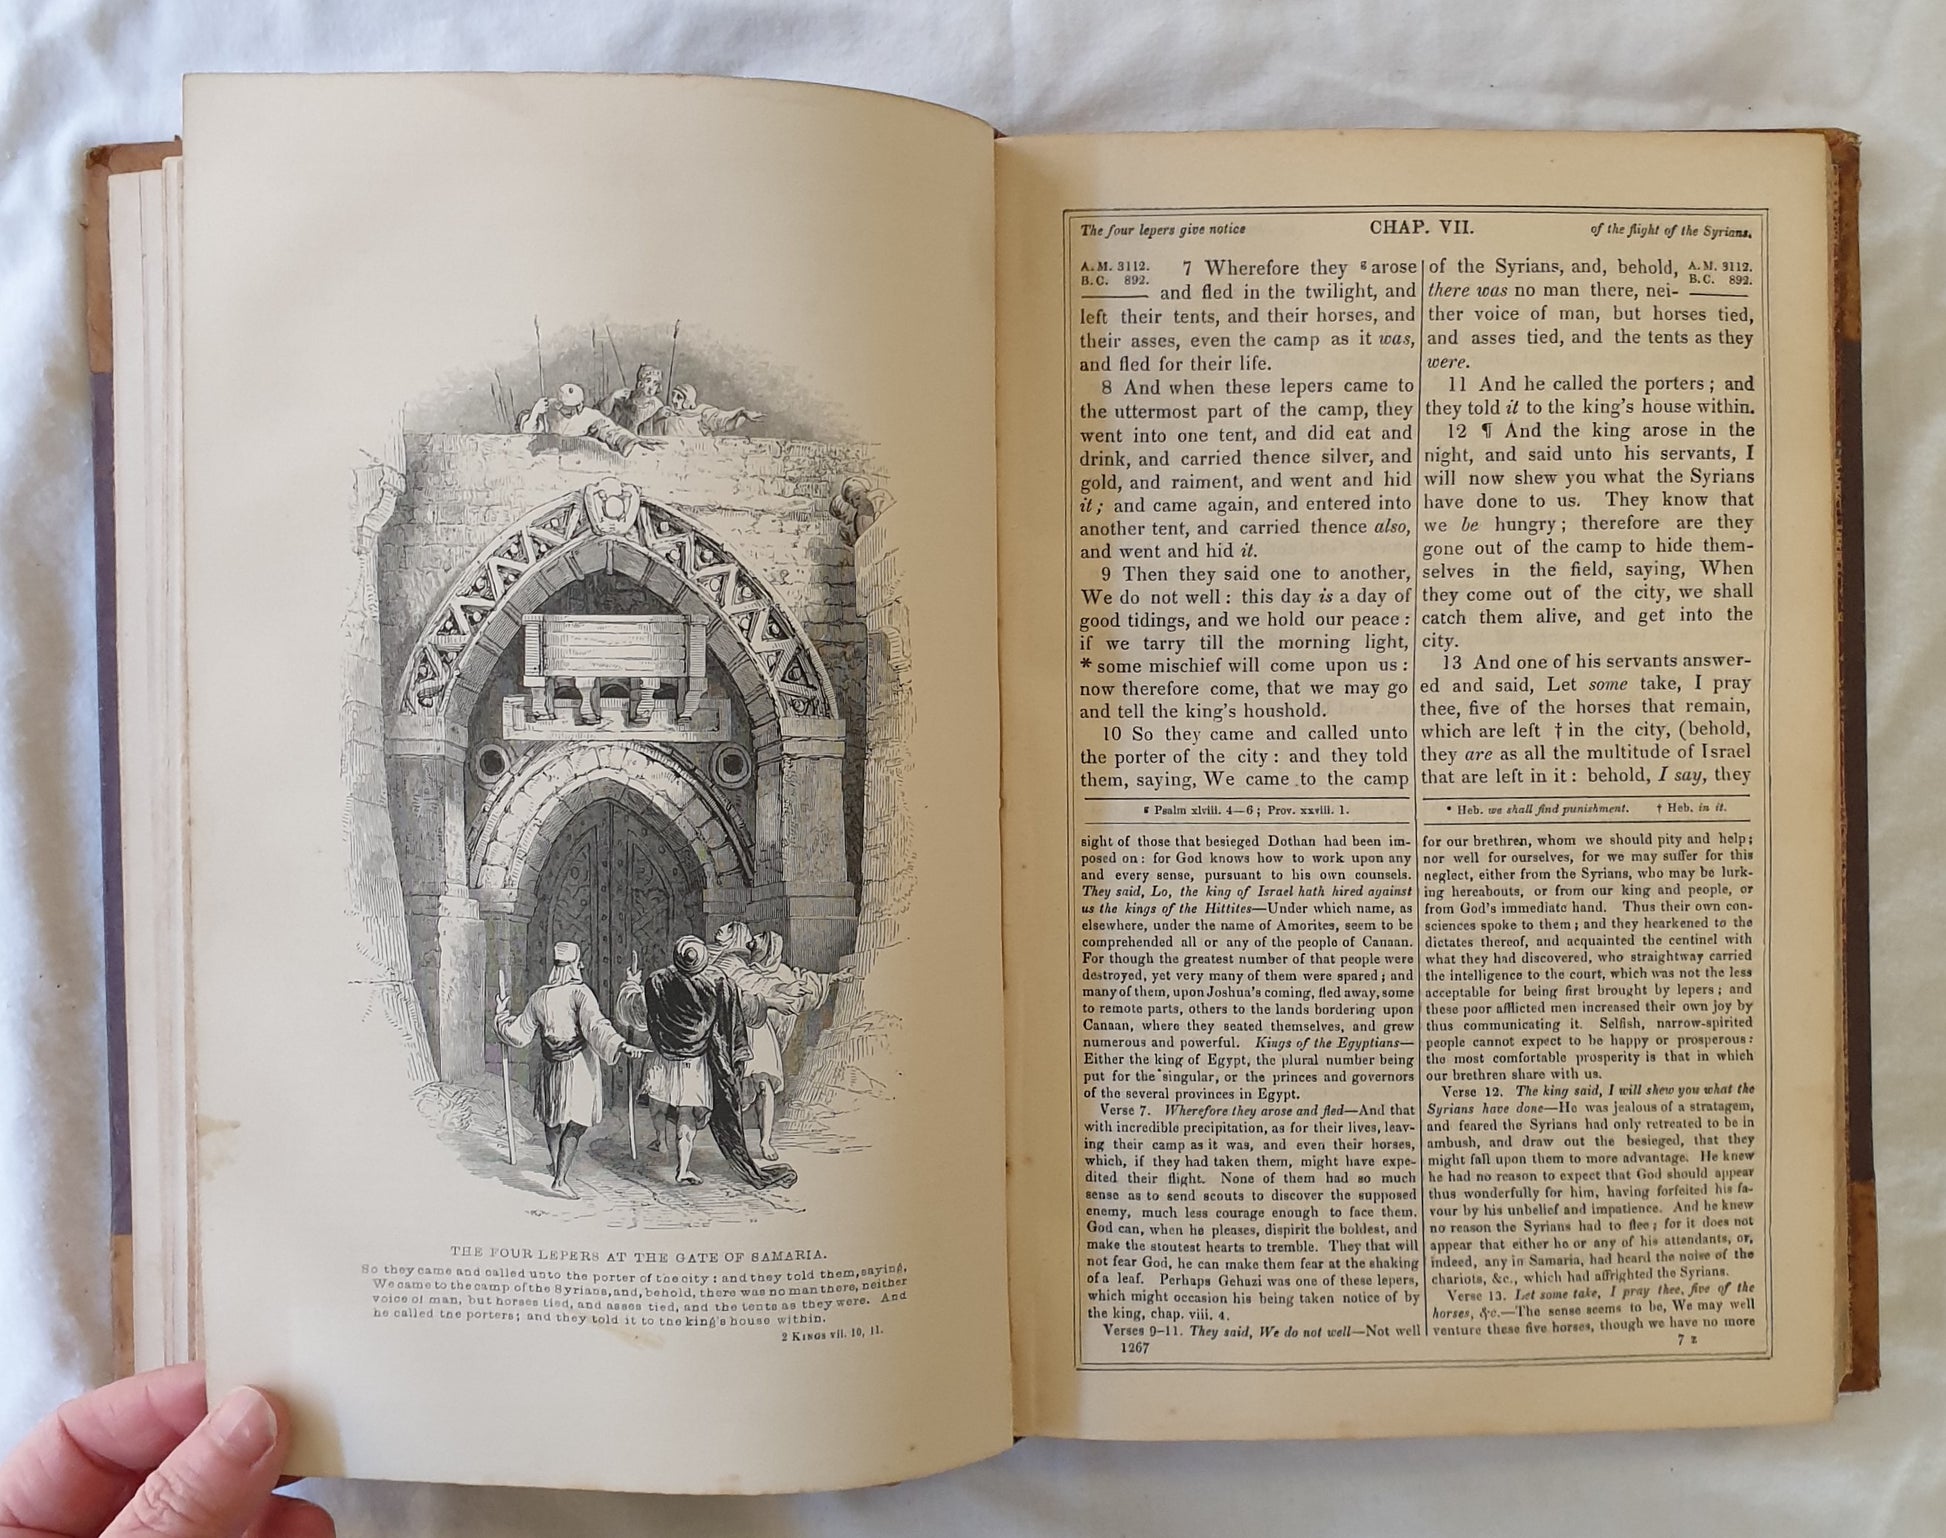 THE FOUR LEPERS AT THE GATE OF SAMARIA.
So they came and called unto the porter of the city: and they told them, saying,
We came to the camp of the Syrians, and, behold, there was no man there, neither
voice of man, but horses tied, and asses tied, and the tents as they were. And
he called the porters; and they told it to the king's house within.
2 KINGS vii. 10, 11.
The four lepers give notice
CHAP. VII.
of the flight of the Syrians.
A.M. 3112.
B.C. 892.
7 Wherefore they g arose
and fled in the twilight, and
left their tents, and their horses, and
their asses, even the camp as it was,
and fled for their life.
8 And when these lepers came to
the uttermost part of the camp, they
went into one tent, and did eat and
drink, and carried thence silver, and
gold, and raiment, and went and hid
it; and came again, and entered into
another tent, and carried thence also,
and went and hid it.
9 Then they said one to another,
We do not well: this day is a day of
good tidings, and we hold our peace:
if we tarry till the morning light,
* some mischief will come upon us:
now therefore come, that we may go
and tell the king's houshold.
10 So they came and called unto
the porter of the city: and they told
them, saying, We came to the camp
of the Syrians, and, behold,
there was no man there, nei-
A.M. 3112.
B.C. 892.
ther voice of man, but horses tied,
and asses tied, and the tents as they
were.
11 And he called the porters; and
they told it to the king's house within.
12 ¶ And the king arose in the
night, and said unto his servants, I
will now shew you what the Syrians
have done to us. They know that
we be hungry; therefore are they
gone out of the camp to hide them-
selves in the field, saying, When
they come out of the city, we shall
catch them alive, and get into the
city.
13 And one of his servants answer-
ed and said, Let some take, I pray
thee, five of the horses that remain,
which are left † in the city, (behold,
they are as all the multitude of Israel
that are left in it: behold, I say, they
g Psalm xlviii. 4—6; Prov. xxviii. 1.
* Heb. we shall find punishment. † Heb. in it.
sight of those that besieged Dothan had been im-
posed on: for God knows how to work upon any
and every sense, pursuant to his own counsels.
They said, Lo, the king of Israel hath hired against
us the kings of the Hittites—Under which name, as
elsewhere, under the name of Amorites, seem to be
comprehended all or any of the people of Canaan.
For though the greatest number of that people were
destroyed, yet very many of them were spared; and
many of them, upon Joshua's coming, fled away, some
to remote parts, others to the lands bordering upon
Canaan, where they seated themselves, and grew
numerous and powerful. Kings of the Egyptians—
Either the king of Egypt, the plural number being
put for the singular, or the princes and governors
of the several provinces in Egypt.
Verse 7. Wherefore they arose and fled—And that
with incredible precipitation, as for their lives, leav-
ing their camp as it was, and even their horses,
which, if they had taken them, might have expe-
dited their flight. None of them had so much
sense as to send scouts to discover the supposed
enemy, much less courage enough to face them.
God can, when he pleases, dispirit the boldest, and
make the stoutest hearts to tremble. They that will
not fear God, he can make them fear at the shaking
of a leaf. Perhaps Gehazi was one of these lepers,
which might occasion his being taken notice of by
the king, chap. viii. 4.
Verses 9–11. They said, We do not well—Not well
1267
for our brethren, whom we should pity and help;
nor well for ourselves, for we may suffer for this
neglect, either from the Syrians, who may be lurk-
ing hereabouts, or from our king and people, or
from God's immediate hand. Thus their own con-
sciences spoke to them; and they hearkened to the
dictates thereof, and acquainted the centinel with
what they had discovered, who straightway carried
the intelligence to the court, which was not the less
acceptable for being first brought by lepers; and
these poor afflicted men increased their own joy by
thus communicating it. Selfish, narrow-spirited
people cannot expect to be happy or prosperous:
the most comfortable prosperity is that in which
our brethren share with us.
Verse 12. The king said, I will shew you what the
Syrians have done—He was jealous of a stratagem,
and feared the Syrians had only retreated to be in
ambush, and draw out the besieged, that they
might fall upon them to more advantage. He knew
he had no reason to expect that God should appear
thus wonderfully for him, having forfeited his fa-
vour by his unbelief and impatience. And he knew
no reason the Syrians had to flee; for it does not
appear that either he or any of his attendants, or,
indeed, any in Samaria, had heard the noise of the
chariots, &c., which had affrighted the Syrians.
Verse 13. Let some take, I pray thee, five of the
horses, &c.—The sense seems to be, We may well
venture these five horses, though we have no more
7 z